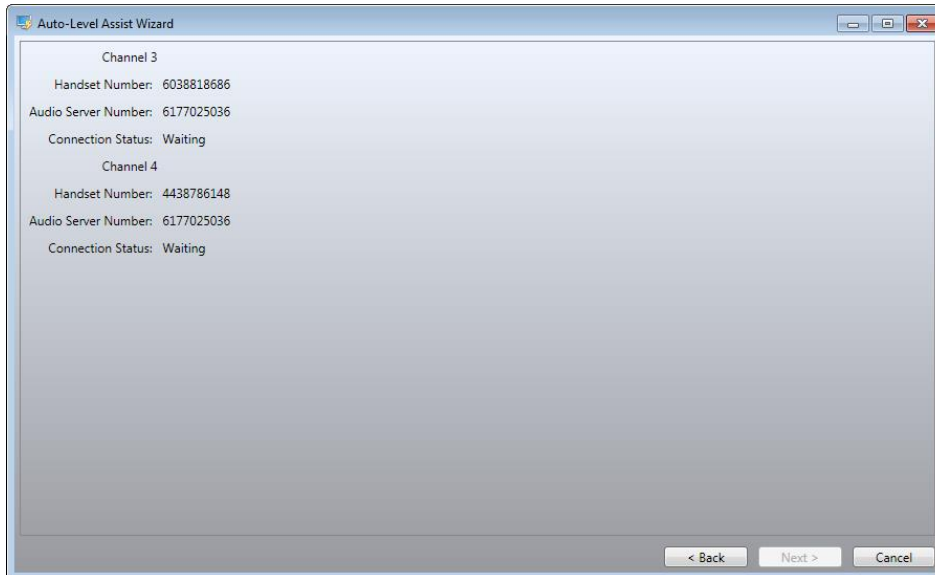 Auto-Level Assist Wizard
Channel 3
Handset Number: 6038818686
Audio Server Number: 6177025036
Connection Status: Waiting
Channel 4
Handset Number: 4438786148
Audio Server Number: 6177025036
Connection Status: Waiting
< Back Next > Cancel